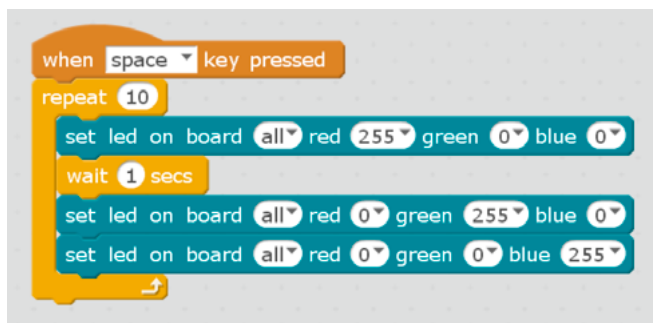 when space key pressed
repeat 10
set led on board all red 255 green 0 blue 0
wait 1 secs
set led on board all red 0 green 255 blue 0
set led on board all red 0 green 0 blue 255